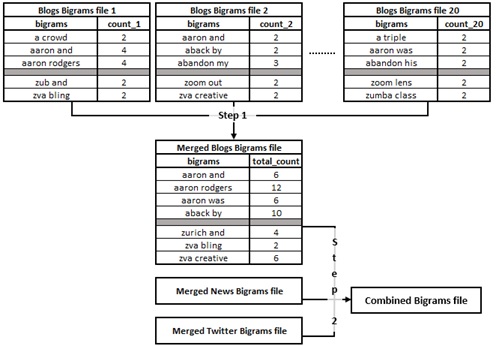 Blogs Bigrams file 1
bigrams count_1
a crowd 2
aaron and 4
aaron rodgers 4
zub and 2
zva bling 2
Blogs Bigrams file 2
bigrams count_2
aaron and 2
aback by 2
abandon my 3
zoom out 2
zva creative 2
.........
Blogs Bigrams file 20
bigrams count_20
a triple 2
aaron was 2
abandon his 2
zoom lens 2
zumba class 2
Step 1
Merged Blogs Bigrams file
bigrams total_count
aaron and 6
aaron rodgers 12
aaron was 6
aback by 10
zurich and 4
zva bling 2
zva creative 6
Step 2
Merged News Bigrams file
Combined Bigrams file
Merged Twitter Bigrams file